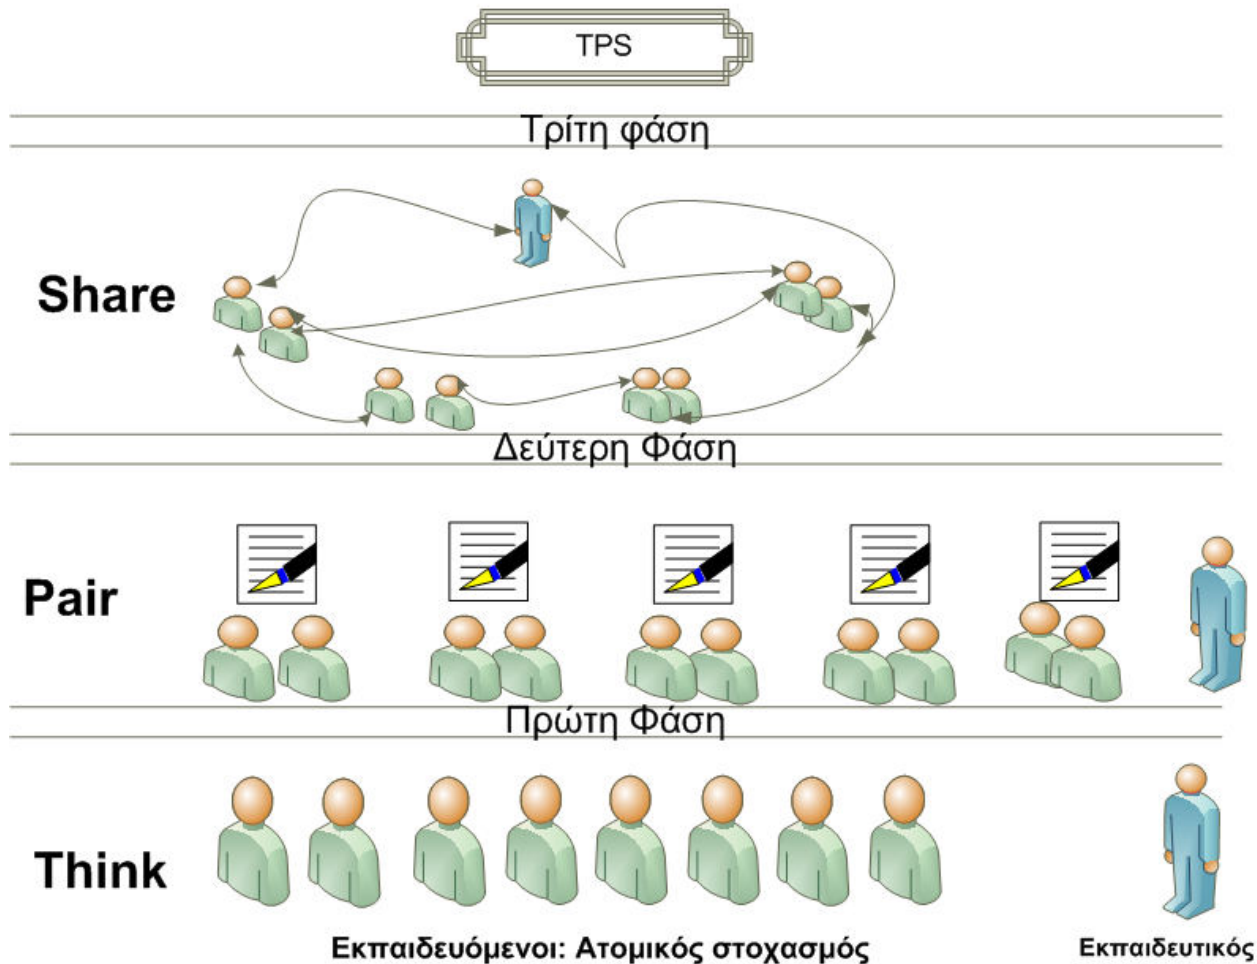 TPS
Τρίτη φάση
Share
Δεύτερη Φάση
Pair
Πρώτη Φάση
Think
Εκπαιδευόμενοι: Ατομικός στοχασμός
Εκπαιδευτικός